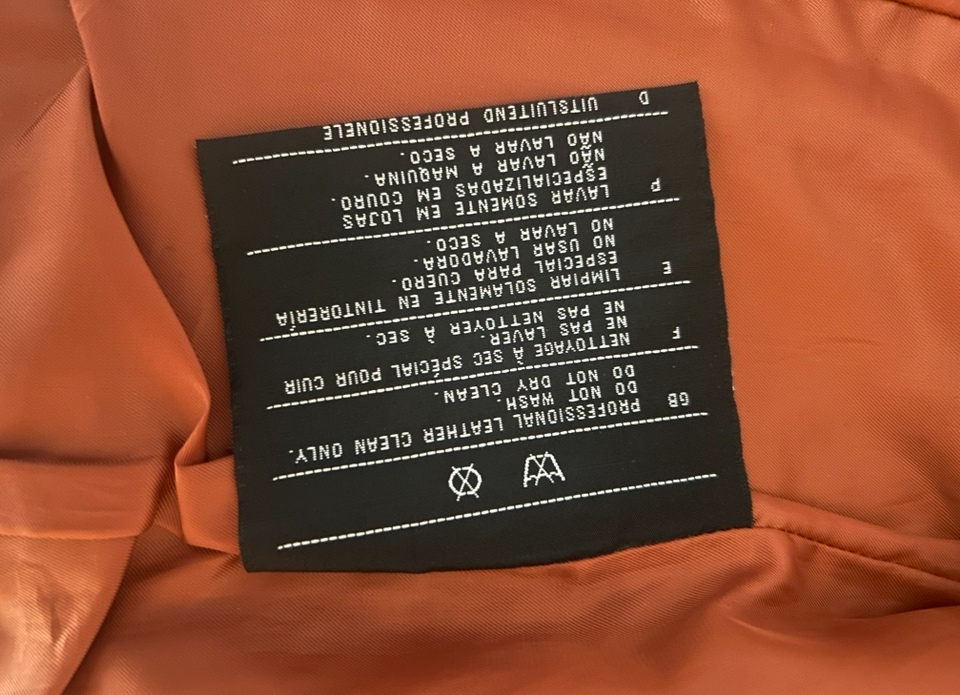 GB PROFESSIONAL LEATHER CLEAN ONLY.
DO NOT WASH.
DO NOT DRY CLEAN.
F NETTOYAGE À SEC SPÉCIAL POUR CUIR
NE PAS LAVER.
NE PAS NETTOYER À SEC.
E LIMPIAR SOLAMENTE EN TINTORERÍA
ESPECIAL PARA CUERO.
NO USAR LAVADORA.
NO LAVAR A SECO.
P LAVAR SOMENTE EM LOJAS
ESPECIALIZADAS EM COURO.
NÃO LAVAR A MAQUINA.
NÃO LAVAR A SECO.
D UITSLUITEND PROFESSIONELE